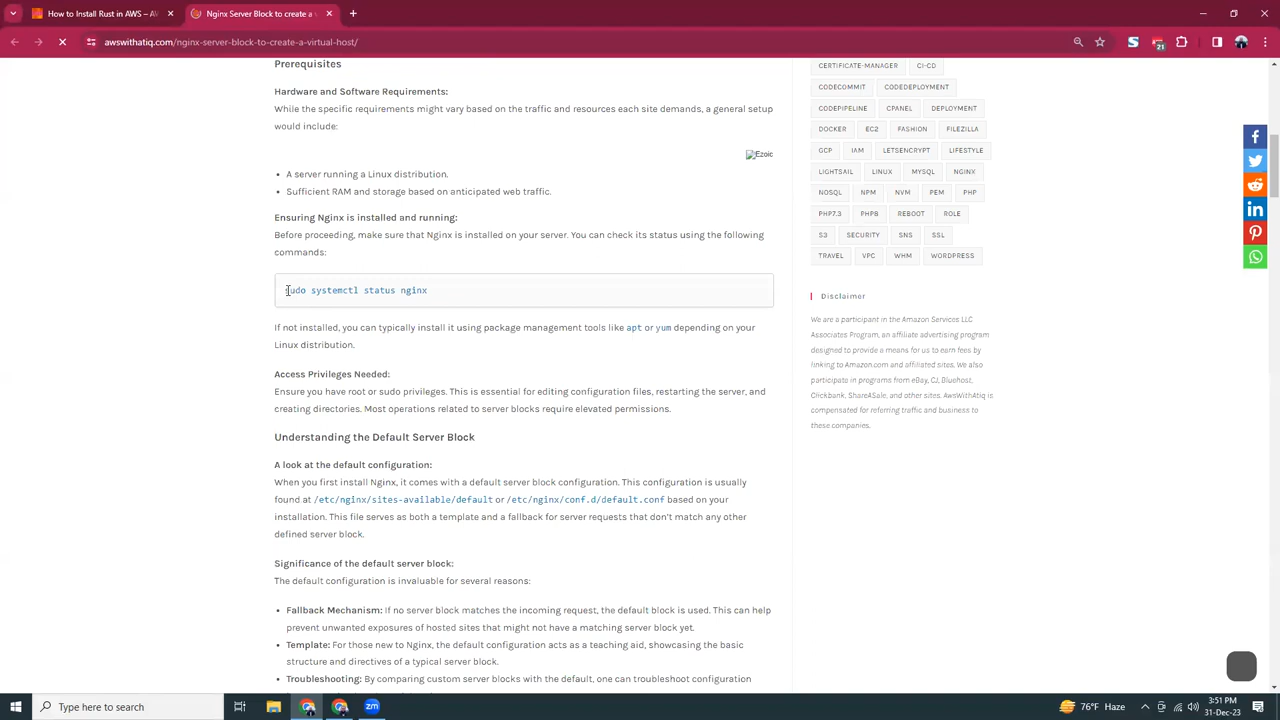 How to Install Rust in AWS – AW
Nginx Server Block to create a v
awswithatiq.com/nginx-server-block-to-create-a-virtual-host/
21
Prerequisites
Hardware and Software Requirements:
While the specific requirements might vary based on the traffic and resources each site demands, a general setup
would include:
Ezoic
• A server running a Linux distribution.
• Sufficient RAM and storage based on anticipated web traffic.
Ensuring Nginx is installed and running:
Before proceeding, make sure that Nginx is installed on your server. You can check its status using the following
commands:
sudo systemctl status nginx
If not installed, you can typically install it using package management tools like apt or yum depending on your
Linux distribution.
Access Privileges Needed:
Ensure you have root or sudo privileges. This is essential for editing configuration files, restarting the server, and
creating directories. Most operations related to server blocks require elevated permissions.
Understanding the Default Server Block
A look at the default configuration:
When you first install Nginx, it comes with a default server block configuration. This configuration is usually
found at /etc/nginx/sites-available/default or /etc/nginx/conf.d/default.conf based on your
installation. This file serves as both a template and a fallback for server requests that don't match any other
defined server block.
Significance of the default server block:
The default configuration is invaluable for several reasons:
• Fallback Mechanism: If no server block matches the incoming request, the default block is used. This can help
prevent unwanted exposures of hosted sites that might not have a matching server block yet.
• Template: For those new to Nginx, the default configuration acts as a teaching aid, showcasing the basic
structure and directives of a typical server block.
• Troubleshooting: By comparing custom server blocks with the default, one can troubleshoot configuration
CERTIFICATE-MANAGER CI-CD
CODECOMMIT CODEDEPLOYMENT
CODEPIPELINE CPANEL DEPLOYMENT
DOCKER EC2 FASHION FILEZILLA
GCP IAM LETSENCRYPT LIFESTYLE
LIGHTSAIL LINUX MYSQL NGINX
NOSQL NPM NVM PEM PHP
PHP7.3 PHP8 REBOOT ROLE
S3 SECURITY SNS SSL
TRAVEL VPC WHM WORDPRESS
Disclaimer
We are a participant in the Amazon Services LLC
Associates Program, an affiliate advertising program
designed to provide a means for us to earn fees by
linking to Amazon.com and affiliated sites. We also
participate in programs from eBay, CJ, Bluehost,
Clickbank, ShareASale, and other sites. AwsWithAtiq is
compensated for referring traffic and business to
these companies.
Type here to search
76°F Haze
3:51 PM
31-Dec-23